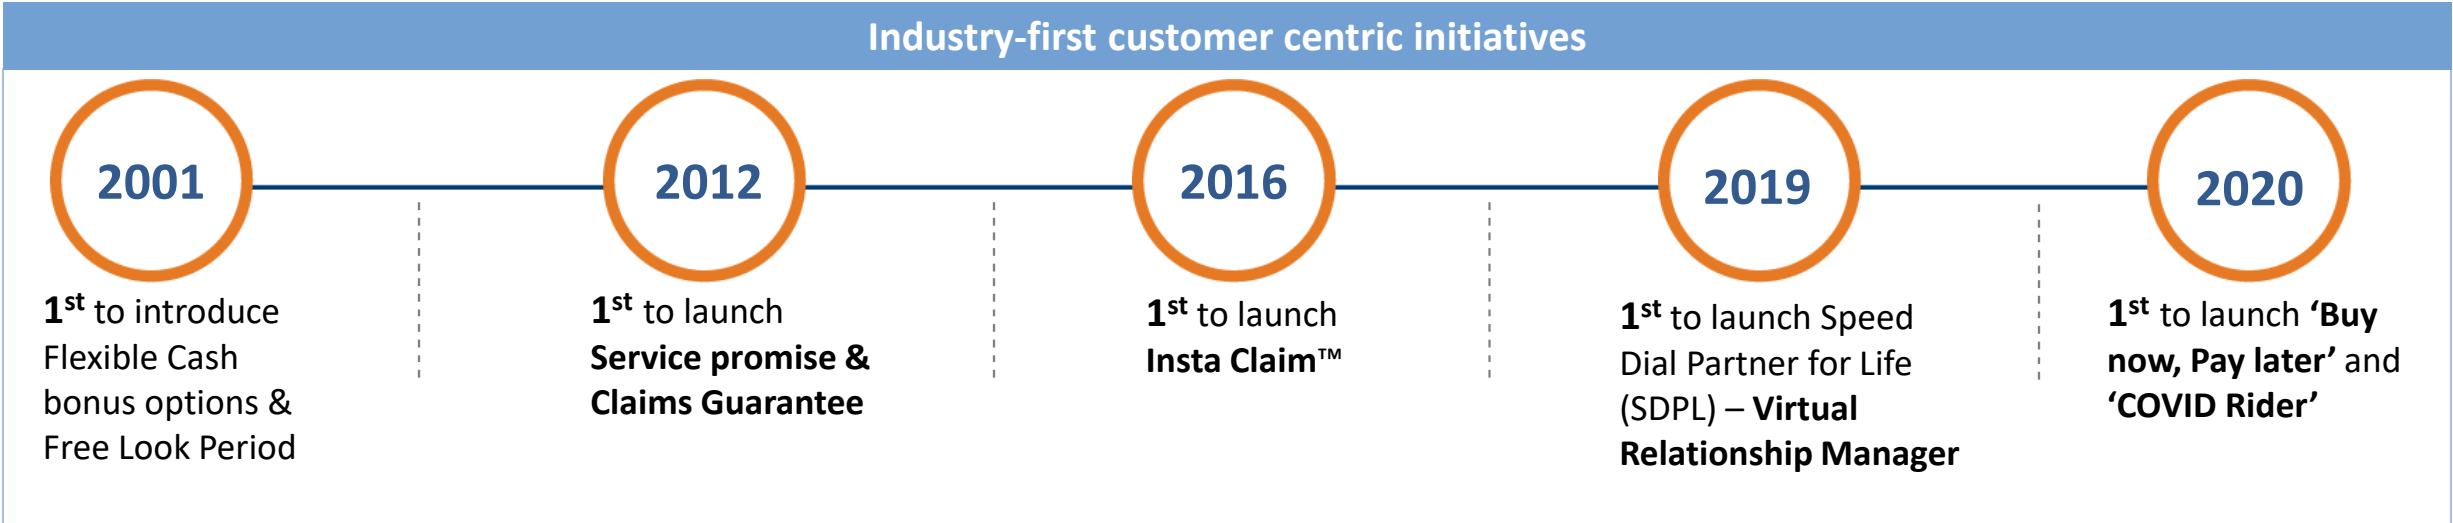 Industry-first customer centric initiatives
2001
1st to introduce
Flexible Cash
bonus options &
Free Look Period
2012
1st to launch
Service promise &
Claims Guarantee
2016
1st to launch
Insta Claim™
2019
1st to launch Speed
Dial Partner for Life
(SDPL) – Virtual
Relationship Manager
2020
1st to launch ‘Buy
now, Pay later’ and
‘COVID Rider’